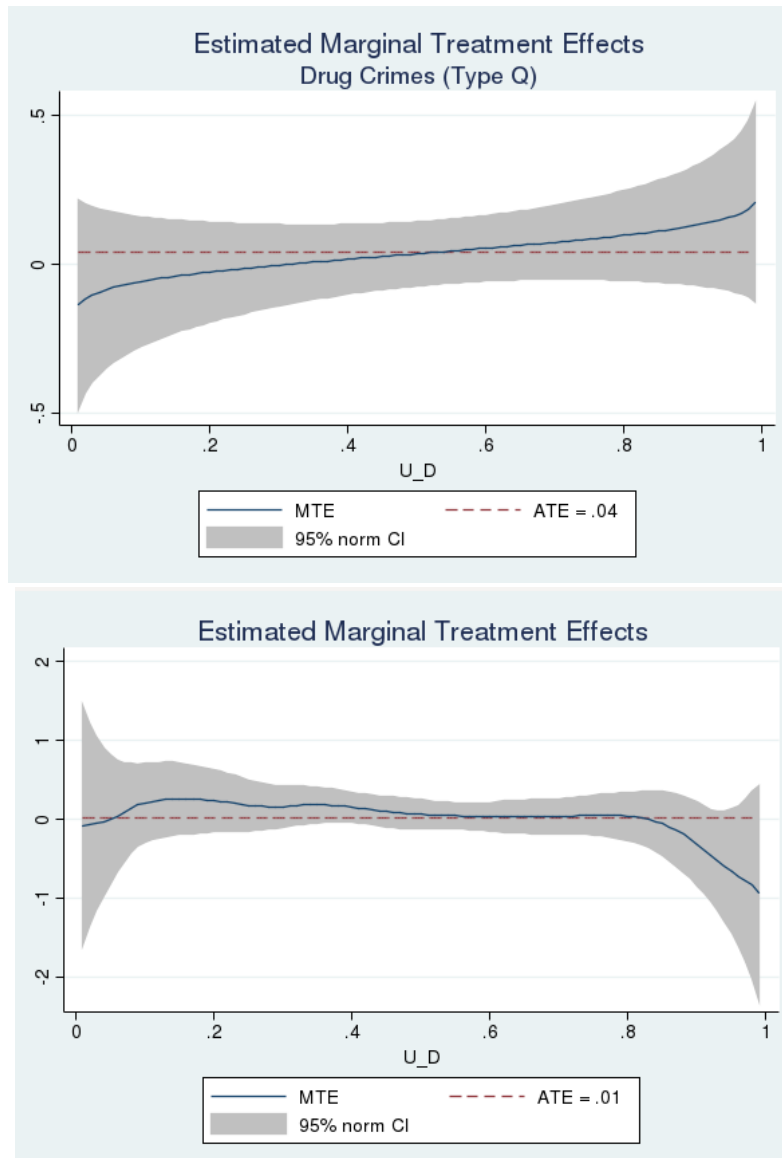 Estimated Marginal Treatment Effects
Drug Crimes (Type Q)
.5
0
-.5
0 .2 .4 .6 .8 1
U_D
MTE ATE = .04
95% norm CI
Estimated Marginal Treatment Effects
2
1
0
-1
-2
0 .2 .4 .6 .8 1
U_D
MTE ATE = .01
95% norm CI